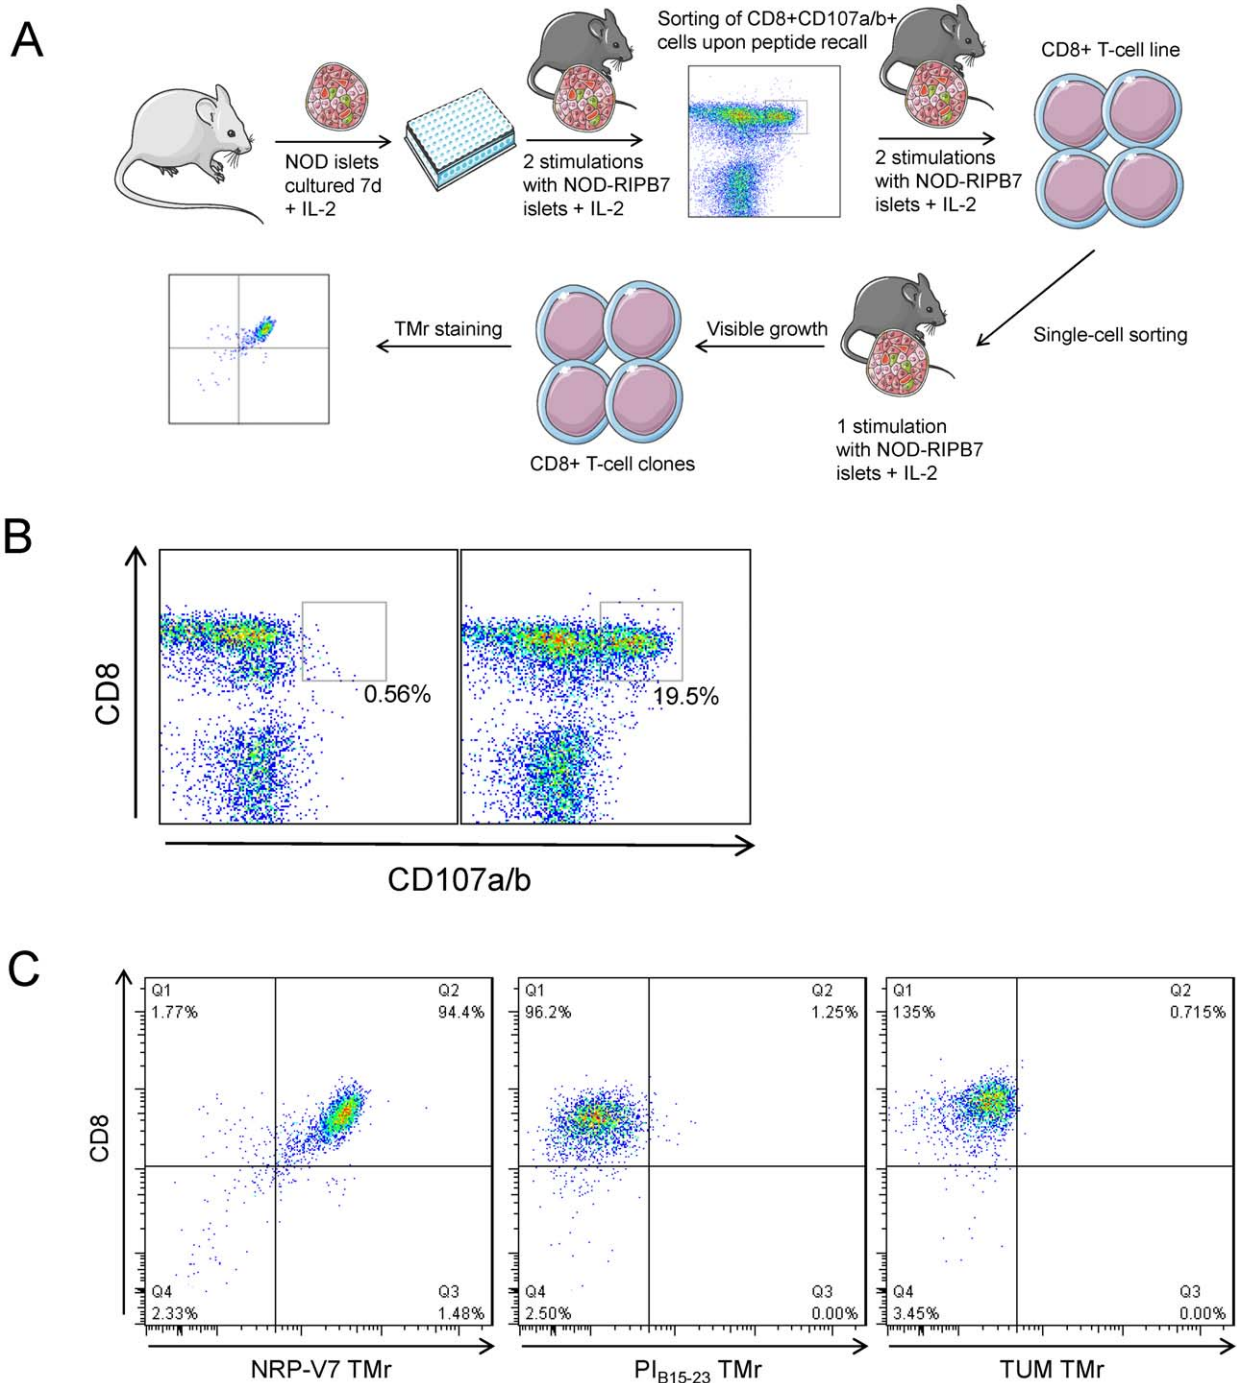 A
Sorting of CD8+CD107a/b+
cells upon peptide recall
CD8+ T-cell line
NOD islets
cultured 7d
+ IL-2
2 stimulations
with NOD-RIPB7
islets + IL-2
2 stimulations
with NOD-RIPB7
islets + IL-2
TMr staining
Visible growth
Single-cell sorting
1 stimulation
with NOD-RIPB7
islets + IL-2
CD8+ T-cell clones
B
CD8
0.56%
19.5%
CD107a/b
C
CD8
Q1
1.77%
Q2
94.4%
Q4
2.33%
Q3
1.48%
NRP-V7 TMr
Q1
96.2%
Q2
1.25%
Q4
2.50%
Q3
0.00%
PIB15-23 TMr
Q1
135%
Q2
0.715%
Q4
3.45%
Q3
0.00%
TUM TMr